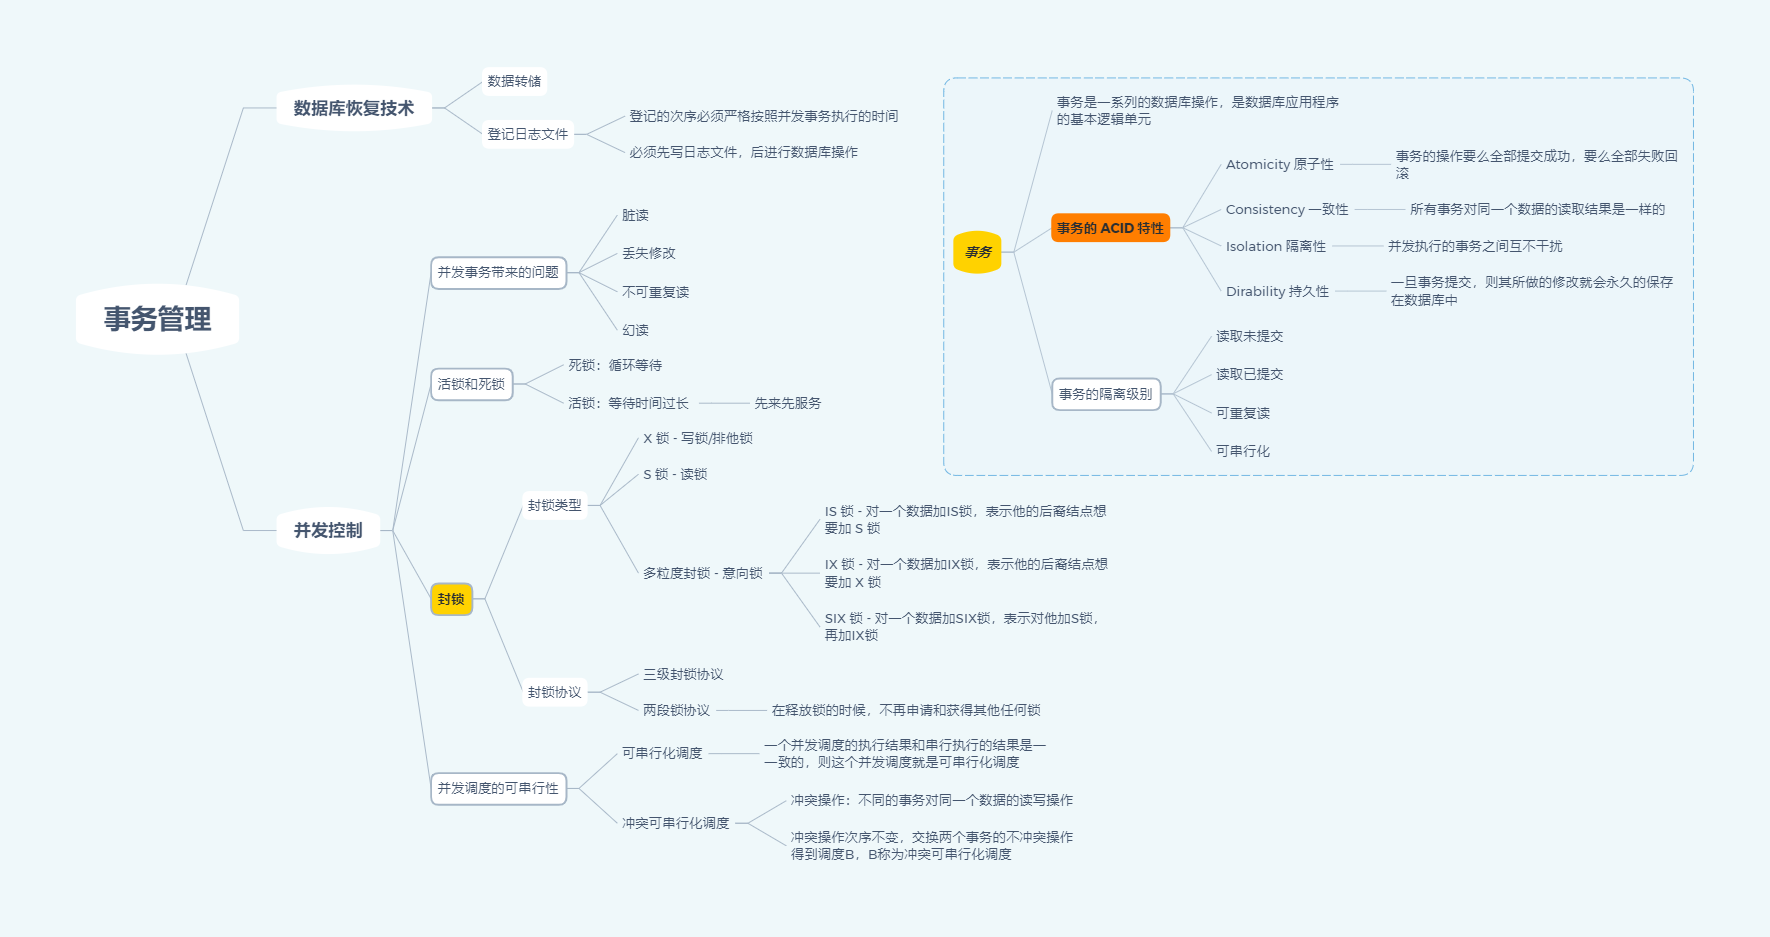 事务管理
数据库恢复技术
数据转储
登记日志文件
登记的次序必须严格按照并发事务执行的时间
必须先写日志文件，后进行数据库操作
并发控制
并发事务带来的问题
脏读
丢失修改
不可重复读
幻读
活锁和死锁
死锁：循环等待
活锁：等待时间过长
先来先服务
封锁
封锁类型
X 锁 - 写锁/排他锁
S 锁 - 读锁
多粒度封锁 - 意向锁
IS 锁 - 对一个数据加IS锁，表示他的后裔结点想
要加 S 锁
IX 锁 - 对一个数据加IX锁，表示他的后裔结点想
要加 X 锁
SIX 锁 - 对一个数据加SIX锁，表示对他加S锁，
再加IX锁
封锁协议
三级封锁协议
两段锁协议
在释放锁的时候，不再申请和获得其他任何锁
并发调度的可串行性
可串行化调度
一个并发调度的执行结果和串行执行的结果是一
一致的，则这个并发调度就是可串行化调度
冲突可串行化调度
冲突操作：不同的事务对同一个数据的读写操作
冲突操作次序不变，交换两个事务的不冲突操作
得到调度B，B称为冲突可串行化调度
事务
事务是一系列的数据库操作，是数据库应用程序
的基本逻辑单元
事务的 ACID 特性
Atomicity 原子性
事务的操作要么全部提交成功，要么全部失败回
滚
Consistency 一致性
所有事务对同一个数据的读取结果是一样的
Isolation 隔离性
并发执行的事务之间互不干扰
Dirability 持久性
一旦事务提交，则其所做的修改就会永久的保存
在数据库中
事务的隔离级别
读取未提交
读取已提交
可重复读
可串行化